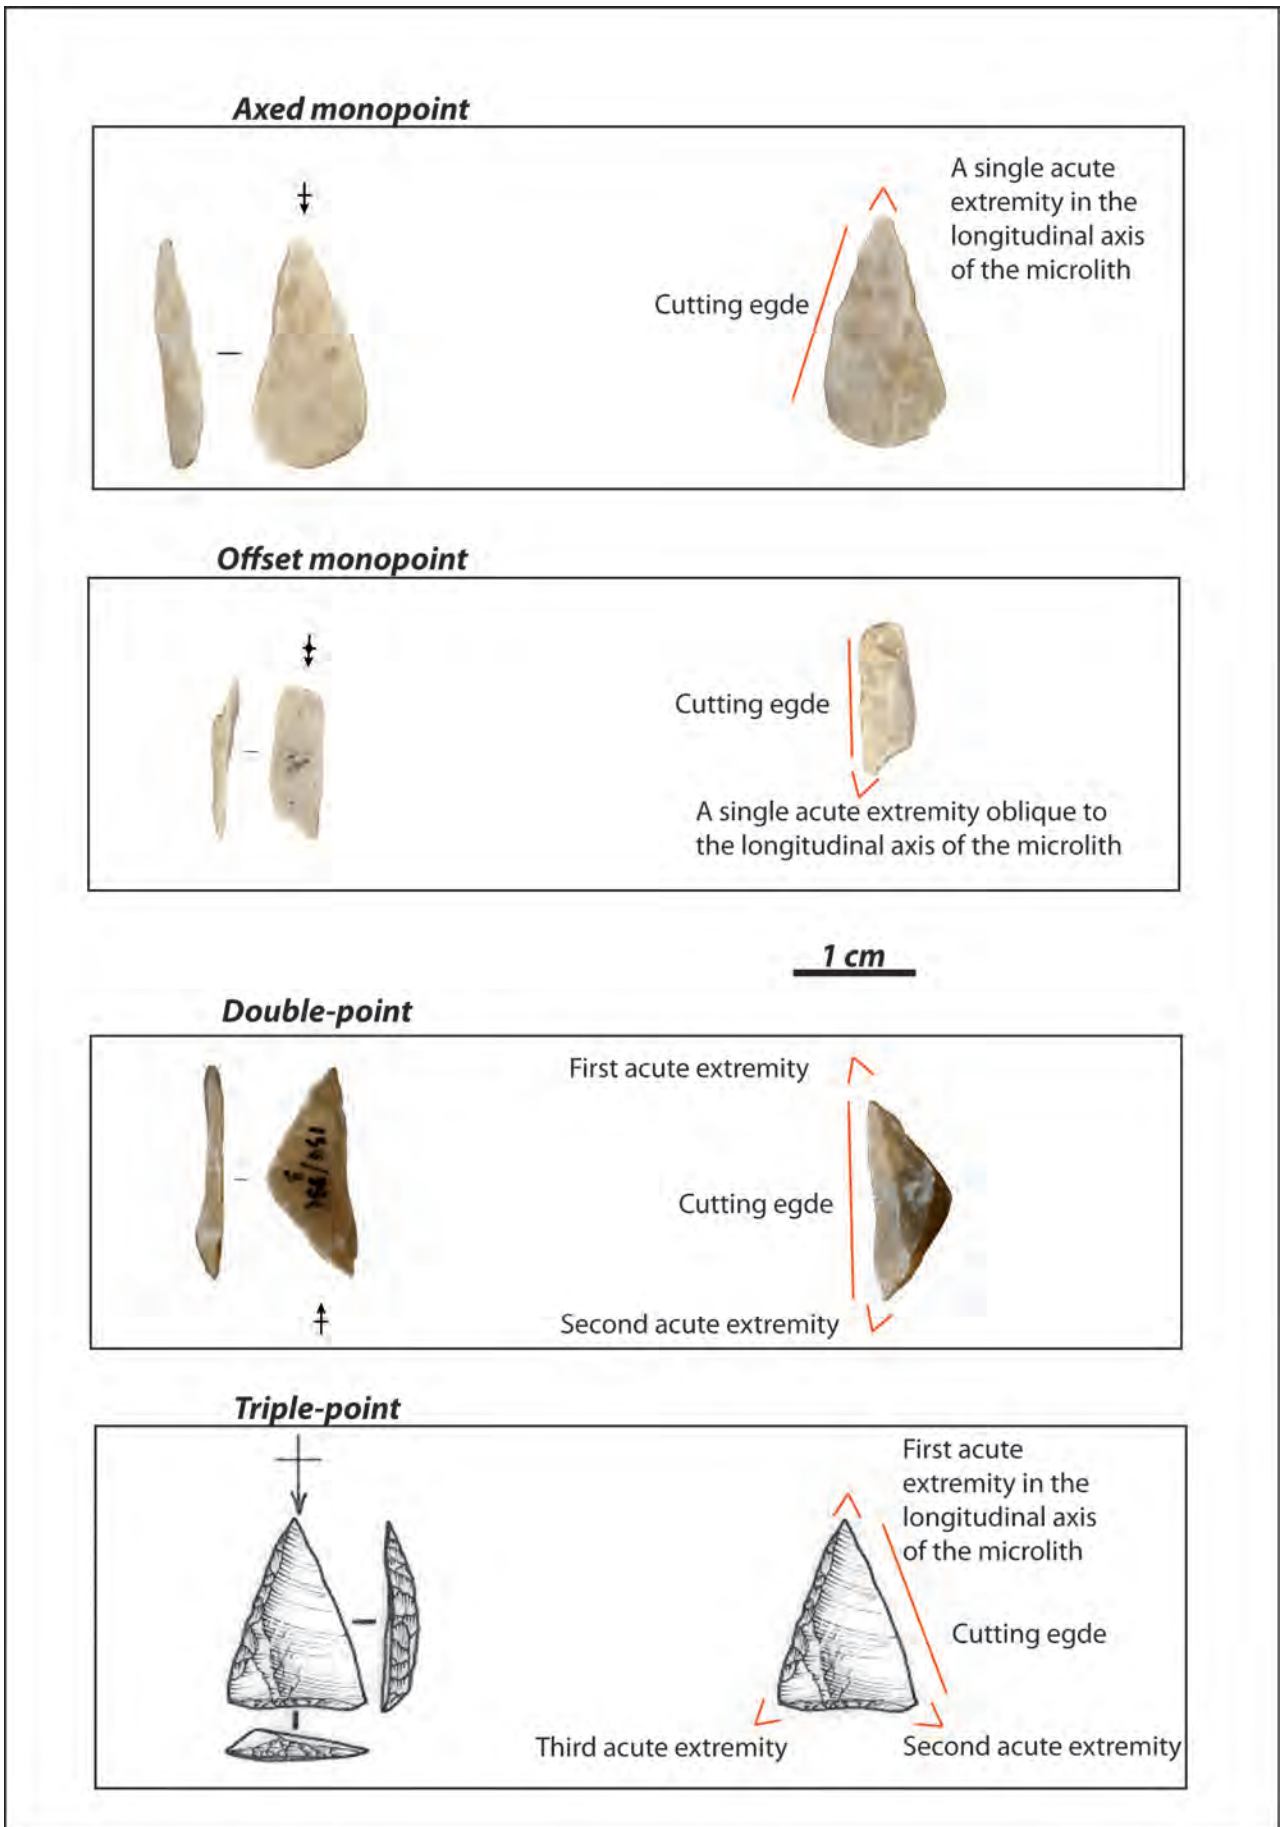 Axed monopoint
A single acute
extremity in the
longitudinal axis
of the microlith
Cutting egde
Offset monopoint
Cutting egde
A single acute extremity oblique to
the longitudinal axis of the microlith
1 cm
Double-point
First acute extremity
Cutting egde
Second acute extremity
Triple-point
First acute
extremity in the
longitudinal axis
of the microlith
Cutting egde
Third acute extremity
Second acute extremity